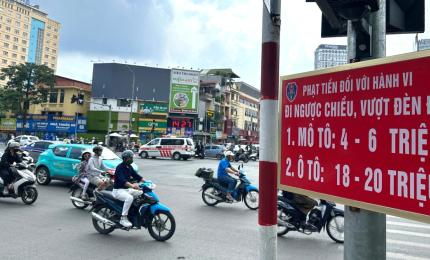 PHẠT TIỀN ĐỐI VỚI HÀNH VI
ĐI NGƯỢC CHIỀU, VƯỢT ĐÈN Đ
1. MÔ TÔ: 4 - 6 TRIỆ
2. Ô TÔ: 18 - 20 TRIỆU